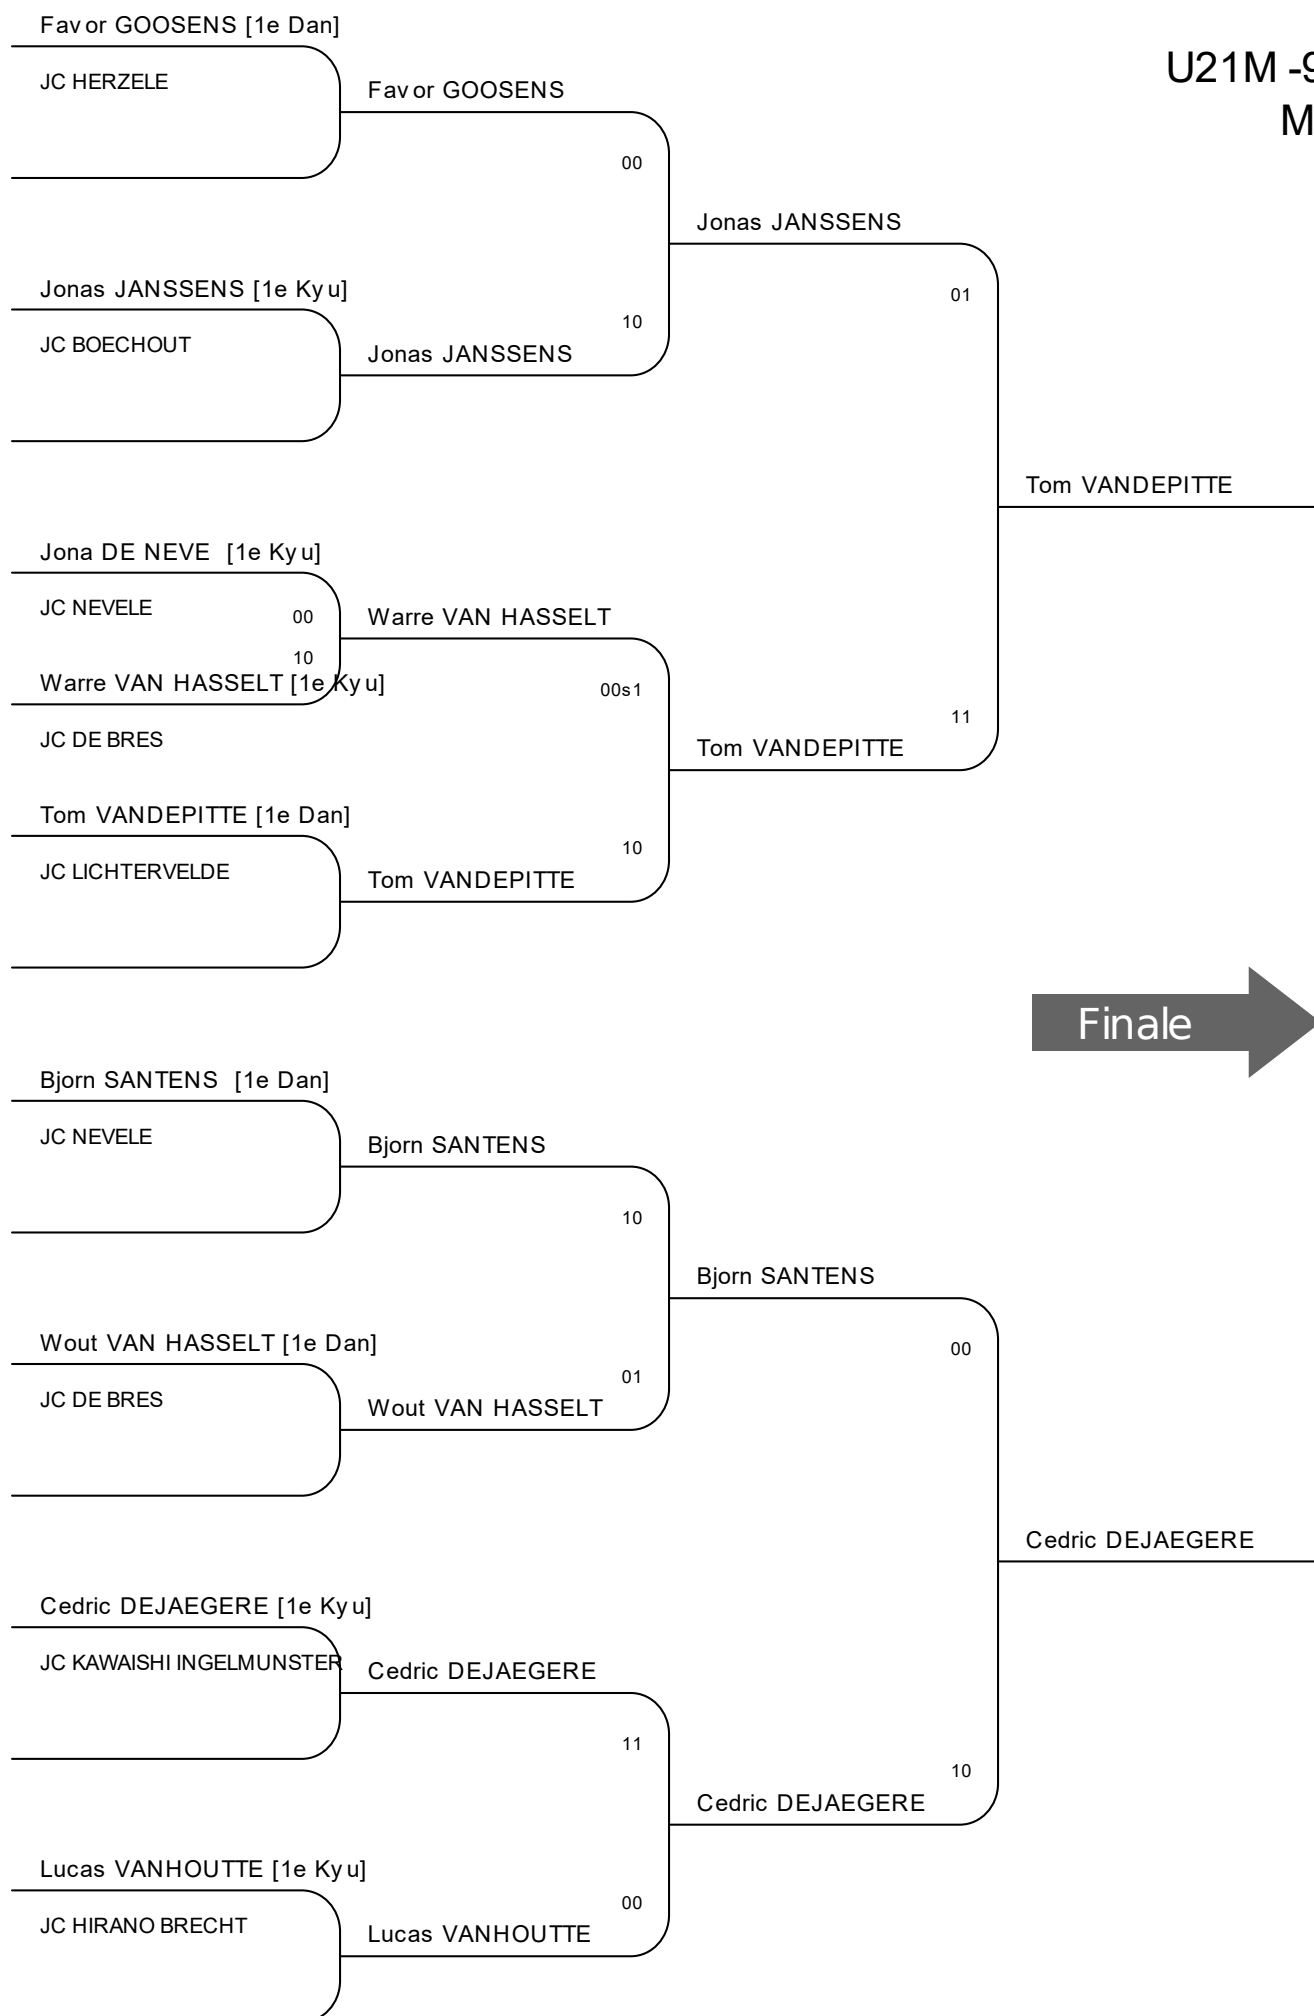 Favor GOOSENS [1e Dan]
JC HERZELE
Favor GOOSENS
U21M -9
M
00
Jonas JANSSENS
Jonas JANSSENS [1e Kyu]
01
10
JC BOECHOUT
Jonas JANSSENS
Tom VANDEPITTE
Jona DE NEVE [1e Kyu]
JC NEVELE
00
Warre VAN HASSELT
10
Warre VAN HASSELT [1e Kyu]
00s1
11
JC DE BRES
Tom VANDEPITTE
Tom VANDEPITTE [1e Dan]
10
JC LICHTERVELDE
Tom VANDEPITTE
Finale
Bjorn SANTENS [1e Dan]
JC NEVELE
Bjorn SANTENS
10
Bjorn SANTENS
Wout VAN HASSELT [1e Dan]
00
01
JC DE BRES
Wout VAN HASSELT
Cedric DEJAEGERE
Cedric DEJAEGERE [1e Kyu]
JC KAWAISHI INGELMUNSTER
Cedric DEJAEGERE
11
10
Cedric DEJAEGERE
Lucas VANHOUTTE [1e Kyu]
00
JC HIRANO BRECHT
Lucas VANHOUTTE